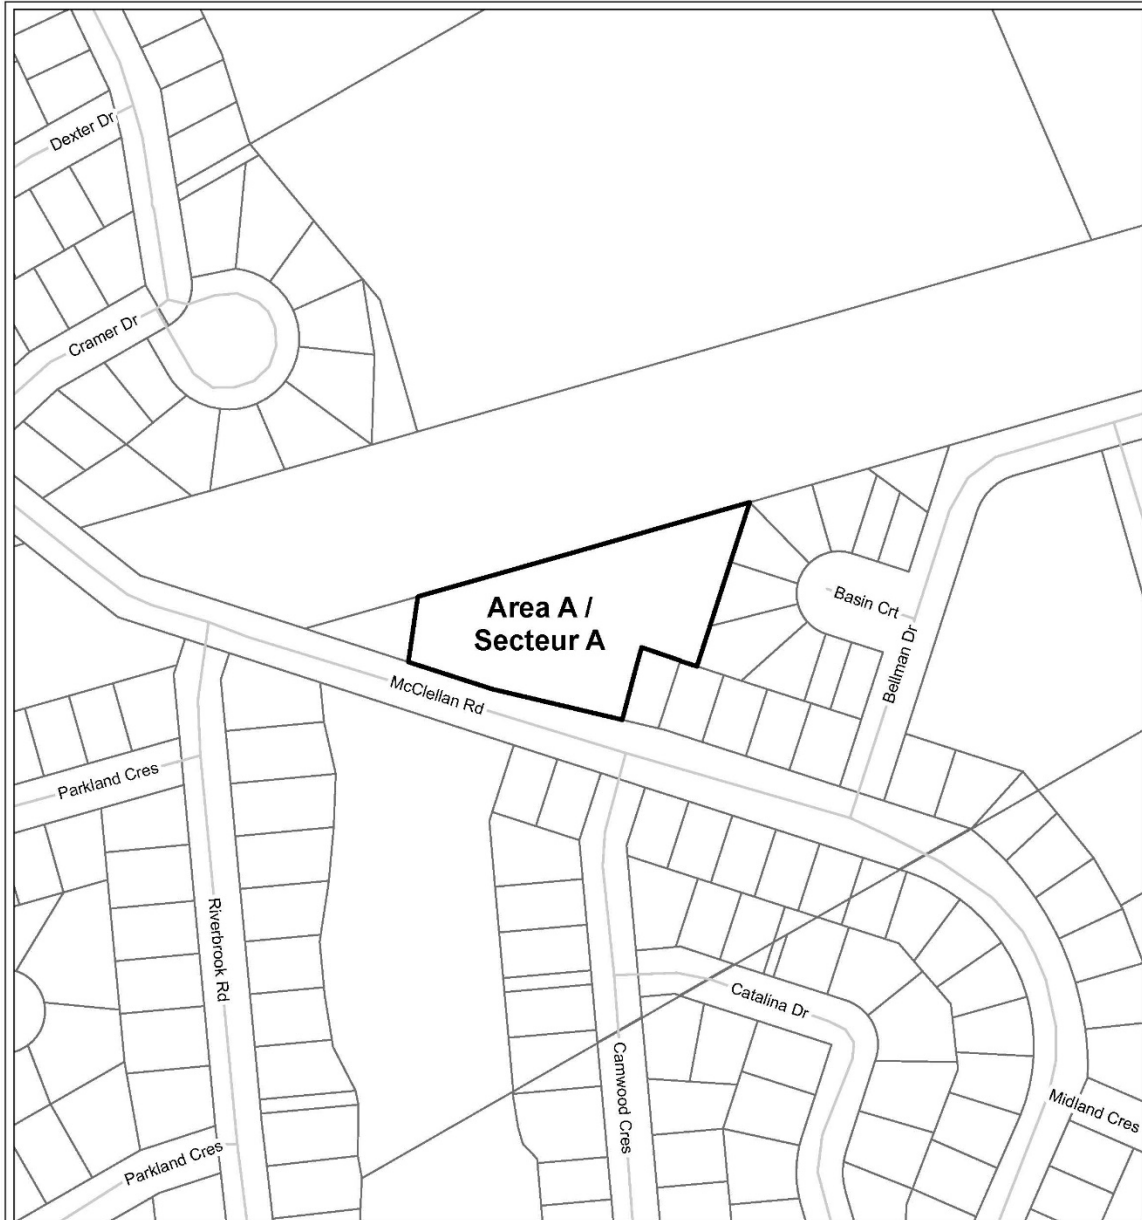 Dexter Dr
Cramer Dr
Area A /
Secteur A
Basin Crt
Bellman Dr
McClellan Rd
Parkland Cres
Riverbrook Rd
Catalina Dr
Camwood Cres
Midland Cres
Parkland Cres